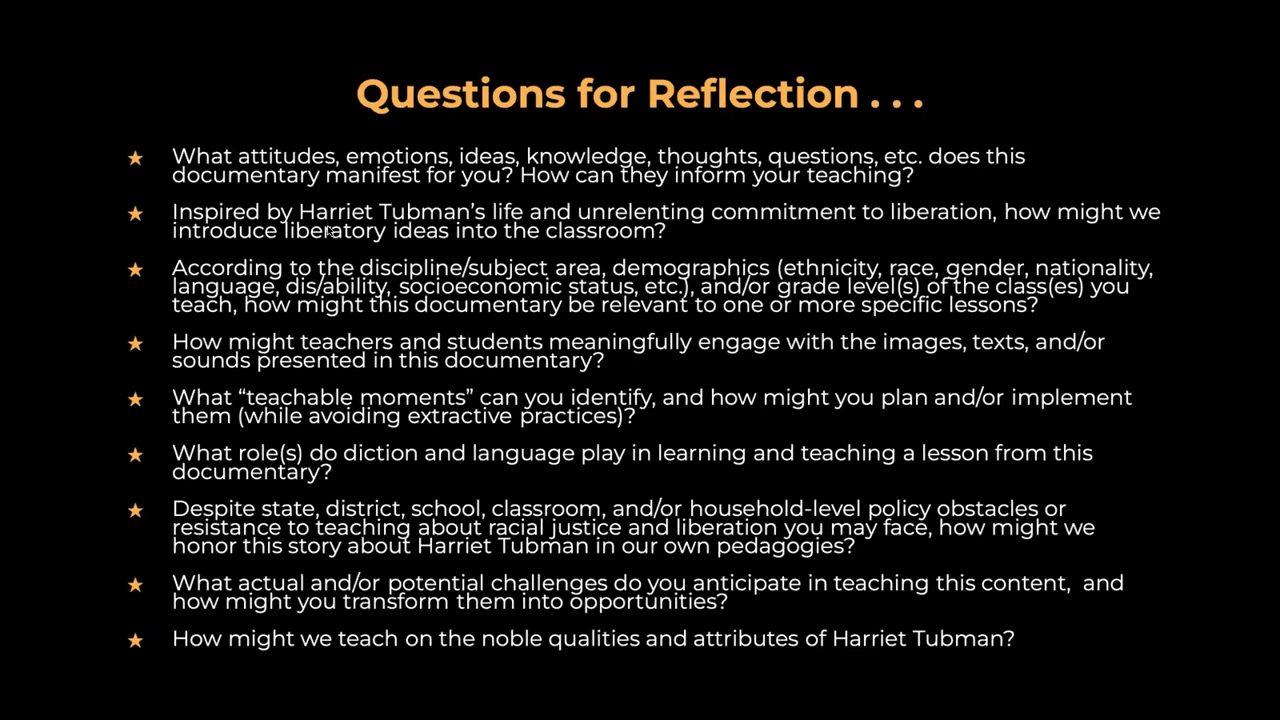 Questions for Reflection . . .
What attitudes, emotions, ideas, knowledge, thoughts, questions, etc. does this
documentary manifest for you? How can they inform your teaching?
Inspired by Harriet Tubman’s life and unrelenting commitment to liberation, how might we
introduce liberatory ideas into the classroom?
According to the discipline/subject area, demographics (ethnicity, race, gender, nationality,
language, dis/ability, socioeconomic status, etc.), and/or grade level(s) of the class(es) you
teach, how might this documentary be relevant to one or more specific lessons?
How might teachers and students meaningfully engage with the images, texts, and/or
sounds presented in this documentary?
What “teachable moments” can you identify, and how might you plan and/or implement
them (while avoiding extractive practices)?
What role(s) do diction and language play in learning and teaching a lesson from this
documentary?
Despite state, district, school, classroom, and/or household-level policy obstacles or
resistance to teaching about racial justice and liberation you may face, how might we
honor this story about Harriet Tubman in our own pedagogies?
What actual and/or potential challenges do you anticipate in teaching this content,  and
how might you transform them into opportunities?
How might we teach on the noble qualities and attributes of Harriet Tubman?